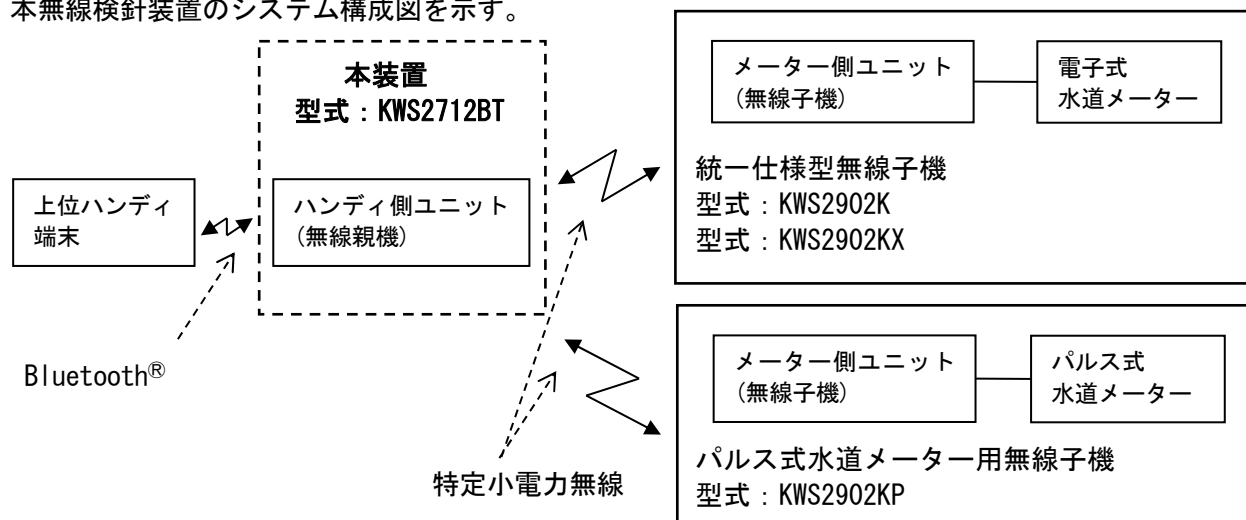 本無線検針装置のシステム構成図を示す。
本装置
型式：KWS2712BT
上位ハンディ
端末
ハンディ側ユニット
(無線親機)
Bluetooth®
特定小電力無線
メーター側ユニット
(無線子機)
電子式
水道メーター
統一仕様型無線子機
型式：KWS2902K
型式：KWS2902KX
メーター側ユニット
(無線子機)
パルス式
水道メーター
パルス式水道メーター用無線子機
型式：KWS2902KP